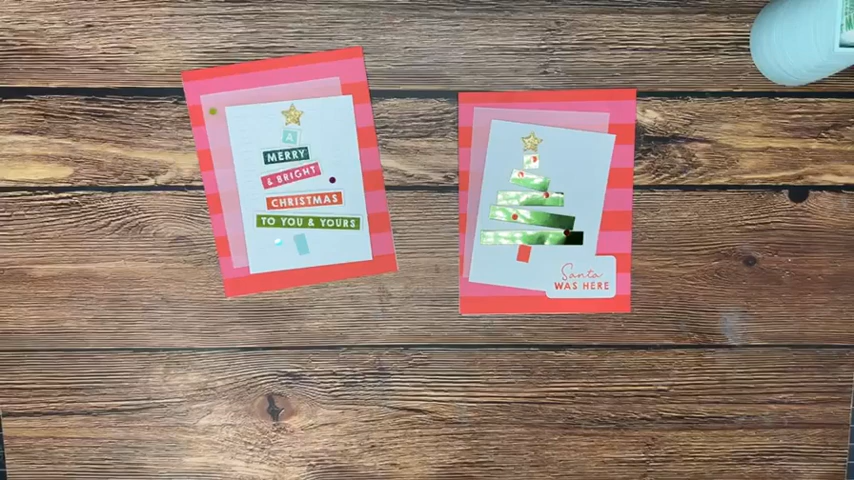 A
MERRY
& BRIGHT
CHRISTMAS
TO YOU & YOURS
Santa
WAS HERE